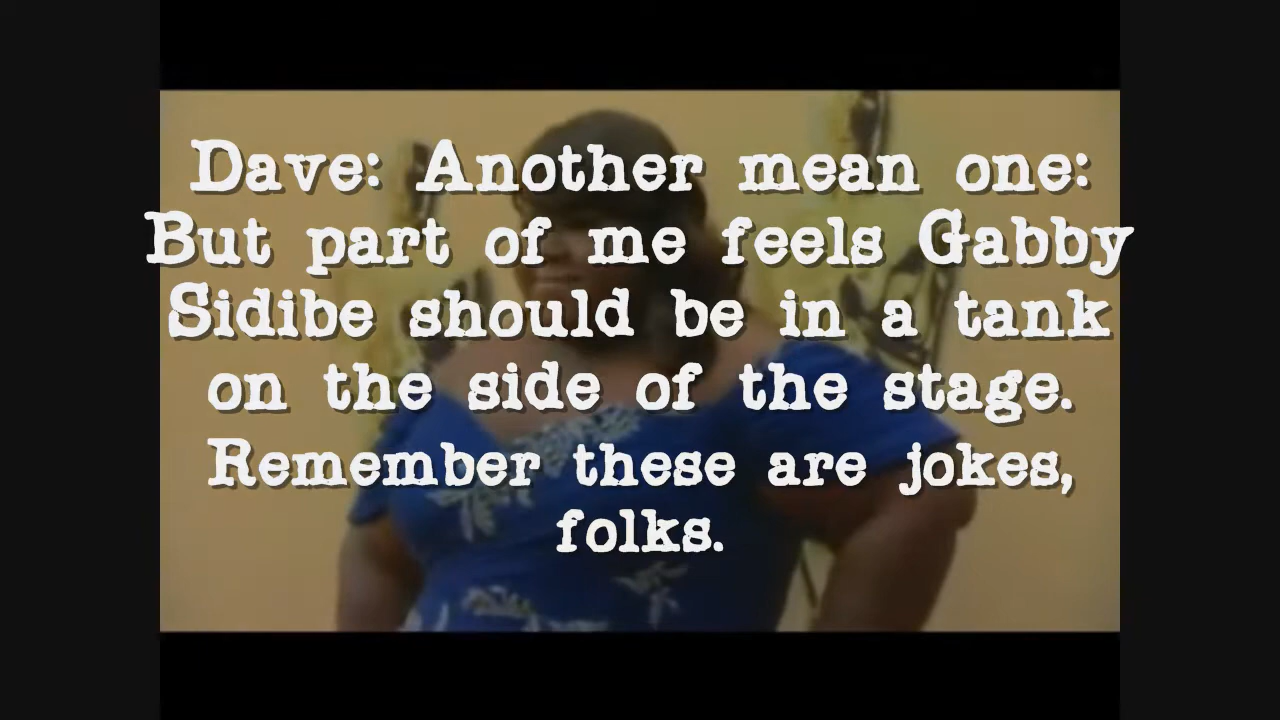 Dave: Another mean one:
But part of me feels Gabby
Sidibe should be in a tank
on the side of the stage.
Remember these are jokes,
folks.